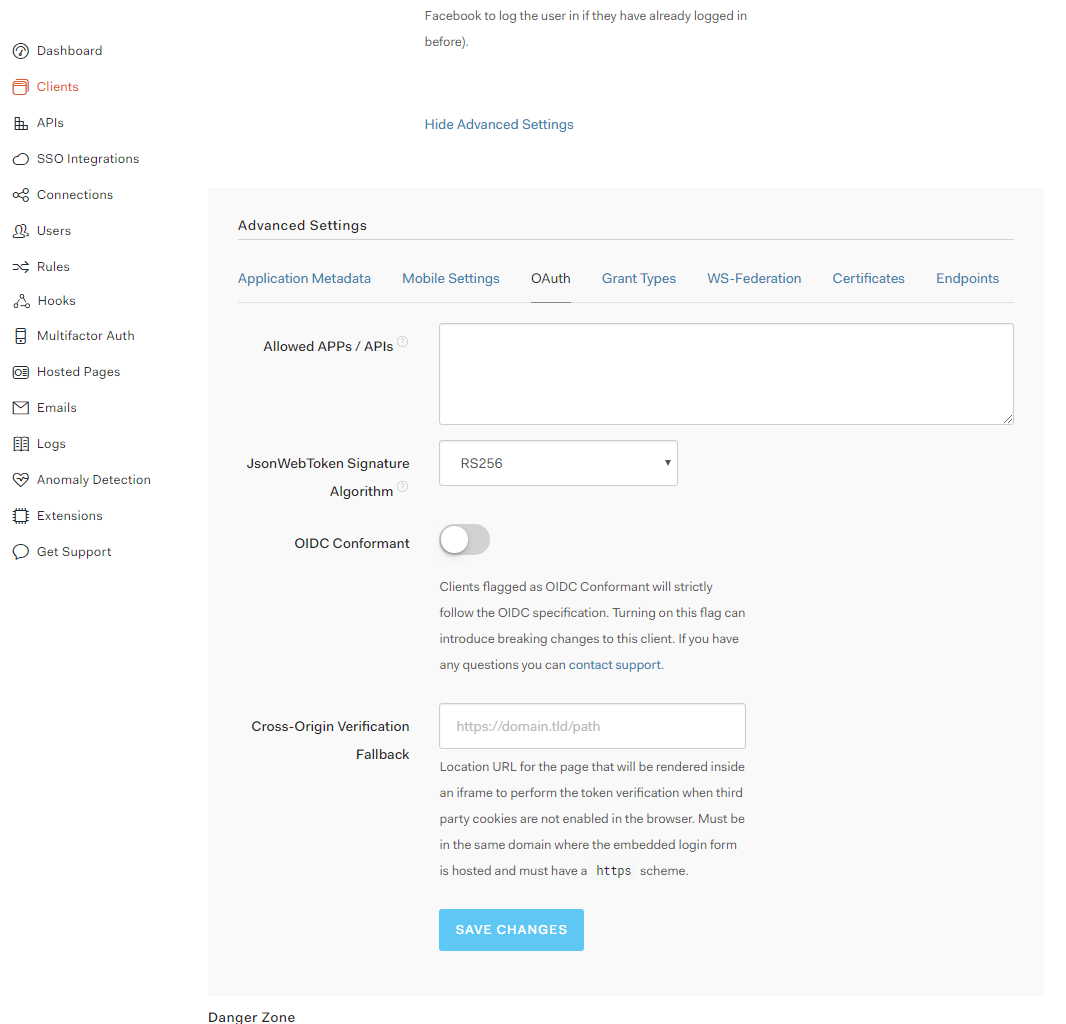 Facebook to log the user in if they have already logged in
before).
Dashboard
Clients
APIs
SSO Integrations
Connections
Users
Rules
Hooks
Multifactor Auth
Hosted Pages
Emails
Logs
Anomaly Detection
Extensions
Get Support
Hide Advanced Settings
Advanced Settings
Application Metadata
Mobile Settings
OAuth
Grant Types
WS-Federation
Certificates
Endpoints
Allowed APPs / APIs ?
JsonWebToken Signature
Algorithm ?
RS256
OIDC Conformant
Clients flagged as OIDC Conformant will strictly
follow the OIDC specification. Turning on this flag can
introduce breaking changes to this client. If you have
any questions you can contact support.
Cross-Origin Verification
Fallback
https://domain.tld/path
Location URL for the page that will be rendered inside
an iframe to perform the token verification when third
party cookies are not enabled in the browser. Must be
in the same domain where the embedded login form
is hosted and must have a https scheme.
SAVE CHANGES
Danger Zone